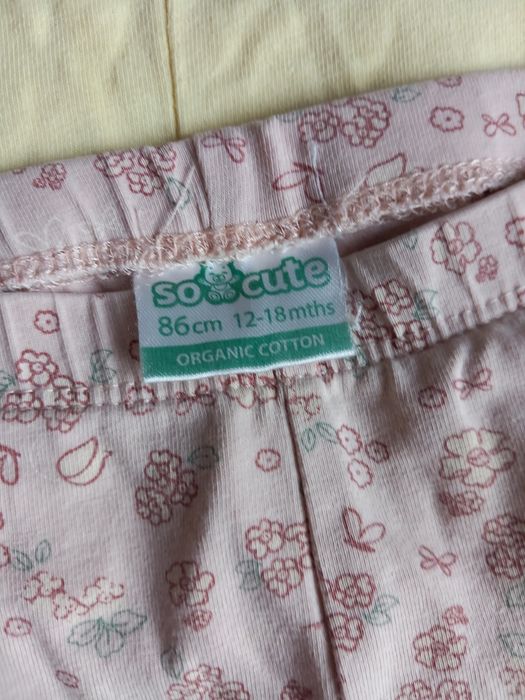 so cute
86cm 12-18mths
ORGANIC COTTON